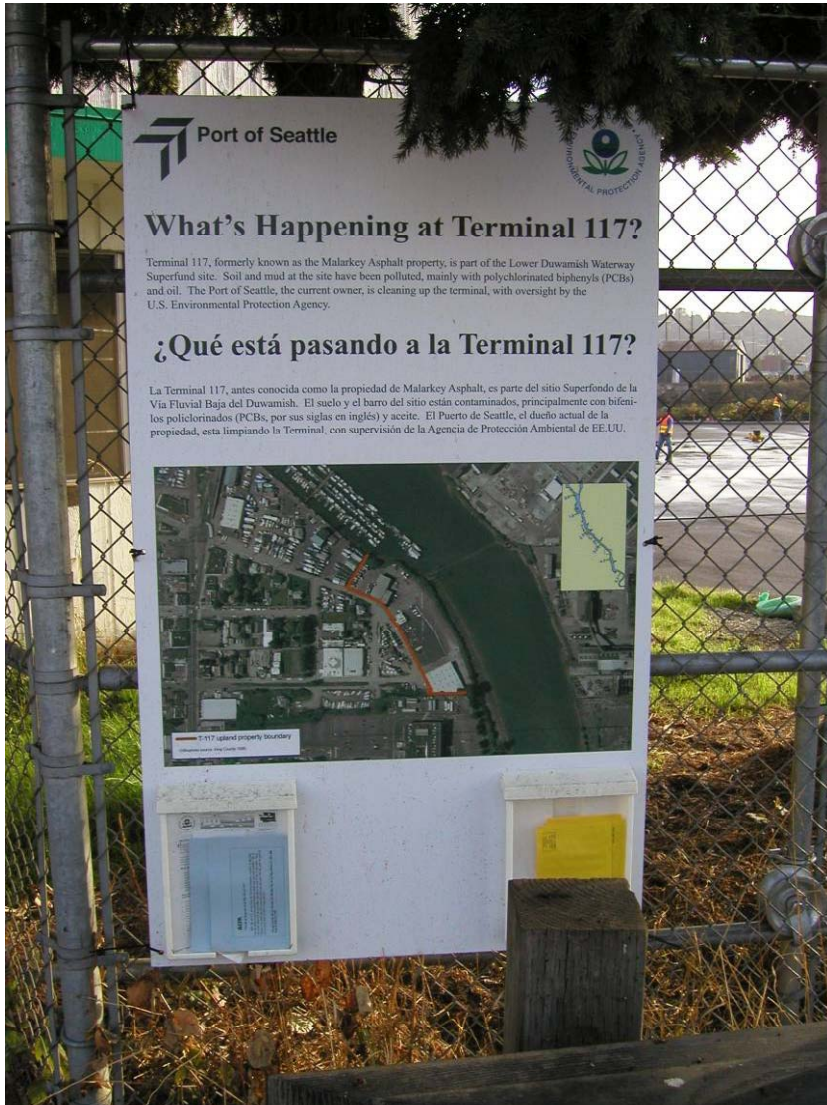 Port of Seattle
ENVIRONMENTAL PROTECTION AGENCY
What's Happening at Terminal 117?
Terminal 117, formerly known as the Malarkey Asphalt property, is part of the Lower Duwamish Waterway
Superfund site. Soil and mud at the site have been polluted, mainly with polychlorinated biphenyls (PCBs)
and oil. The Port of Seattle, the current owner, is cleaning up the terminal, with oversight by the
U.S. Environmental Protection Agency.
¿Qué está pasando a la Terminal 117?
La Terminal 117, antes conocida como la propiedad de Malarkey Asphalt, es parte del sitio Superfondo de la
Vía Fluvial Baja del Duwamish. El suelo y el barro del sitio están contaminados, principalmente con bifeni-
los policlorinados (PCBs, por sus siglas en inglés) y aceite. El Puerto de Seattle, el dueño actual de la
propiedad, esta limpiando la Terminal, con supervisión de la Agencia de Protección Ambiental de EE.UU.
T-117 upland property boundary